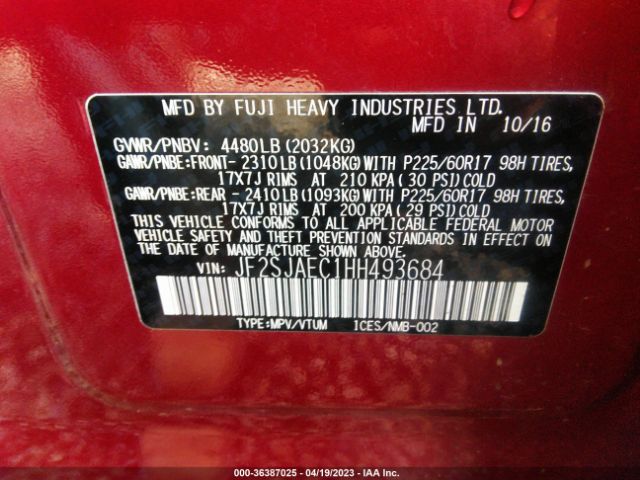 MFD BY FUJI HEAVY INDUSTRIES LTD.
MFD IN 10/16
GVWR/PNBV: 4480LB (2032KG)
GAWR/PNBE:FRONT- 2310LB (1048KG) WITH P225/60R17 98H TIRES,
17X7J RIMS AT 210 KPA (30 PSI) COLD
GAWR/PNBE:REAR - 2410LB (1093KG) WITH P225/60R17 98H TIRES,
17X7J RIMS AT 200 KPA (29 PSI) COLD
THIS VEHICLE CONFORMS TO ALL APPLICABLE FEDERAL MOTOR
VEHICLE SAFETY AND THEFT PREVENTION STANDARDS IN EFFECT ON THE
DATE OF MANUFACTURE SHOWN ABOVE.
VIN: JF2SJAEC1HH493684
TYPE:MPV/VTUM ICES/NMB-002
000-36387025 - 04/19/2023 - IAA Inc.